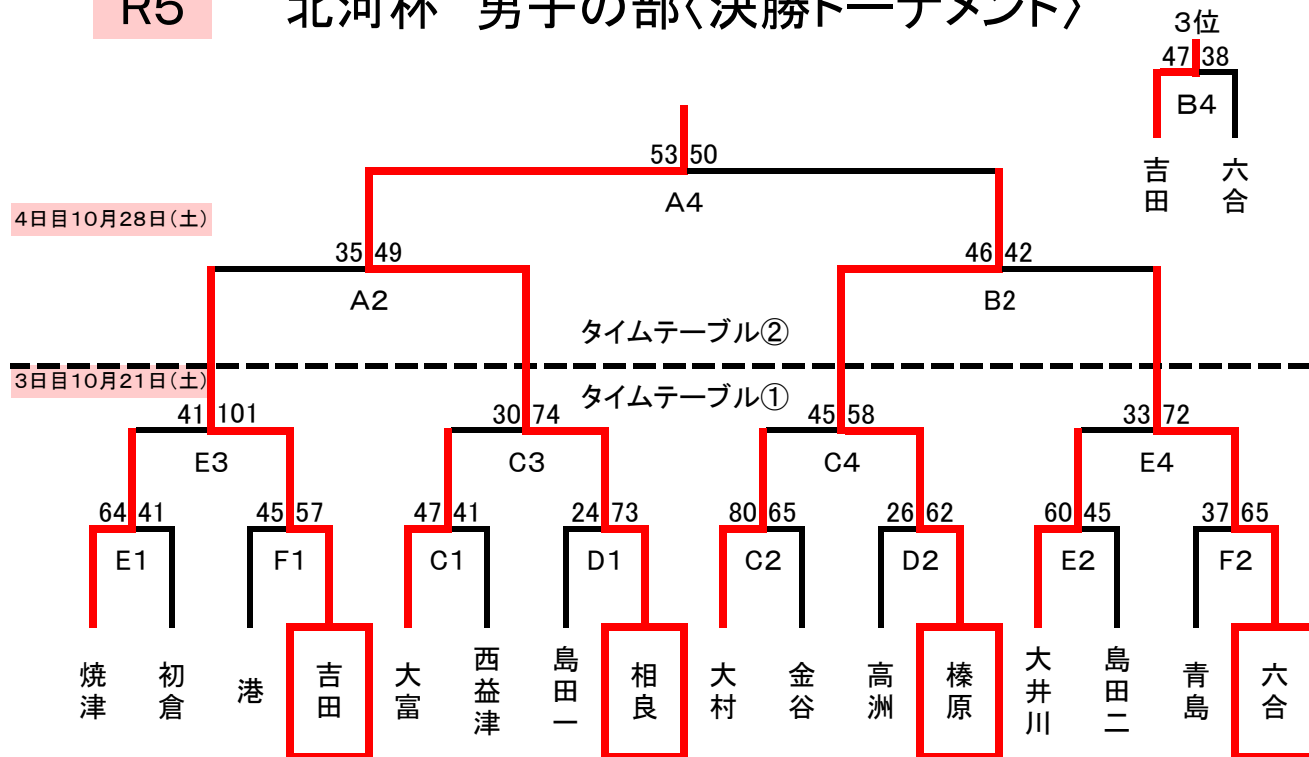 R5 北河杯 男子の部〈決勝トーナメント〉
3位
47 38
B4
吉田 六合
53 50
A4
4日目10月28日(土)
35 49 46 42
A2 B2
タイムテーブル②
3日目10月21日(土)
タイムテーブル①
41 101 30 74 45 58 33 72
E3 C3 C4 E4
64 41 45 57 47 41 24 73 80 65 26 62 60 45 37 65
E1 F1 C1 D1 C2 D2 E2 F2
焼津 初倉 港 吉田 大富 西益津 島田一 相良 大村 金谷 高洲 榛原 大井川 島田二 青島 六合